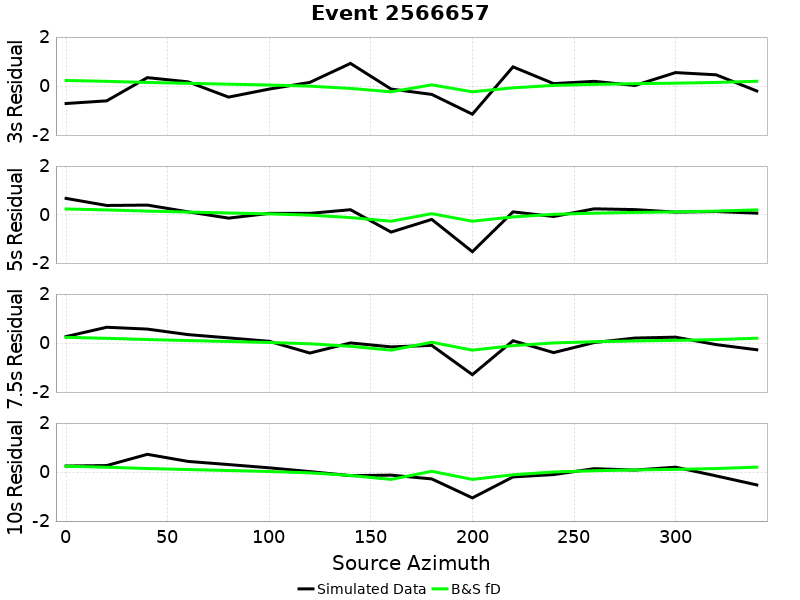 Event 2566657
3s Residual
2
0
-2
5s Residual
2
0
-2
7.5s Residual
2
0
-2
10s Residual
2
0
-2
0 50 100 150 200 250 300
Source Azimuth
Simulated Data B&S fD